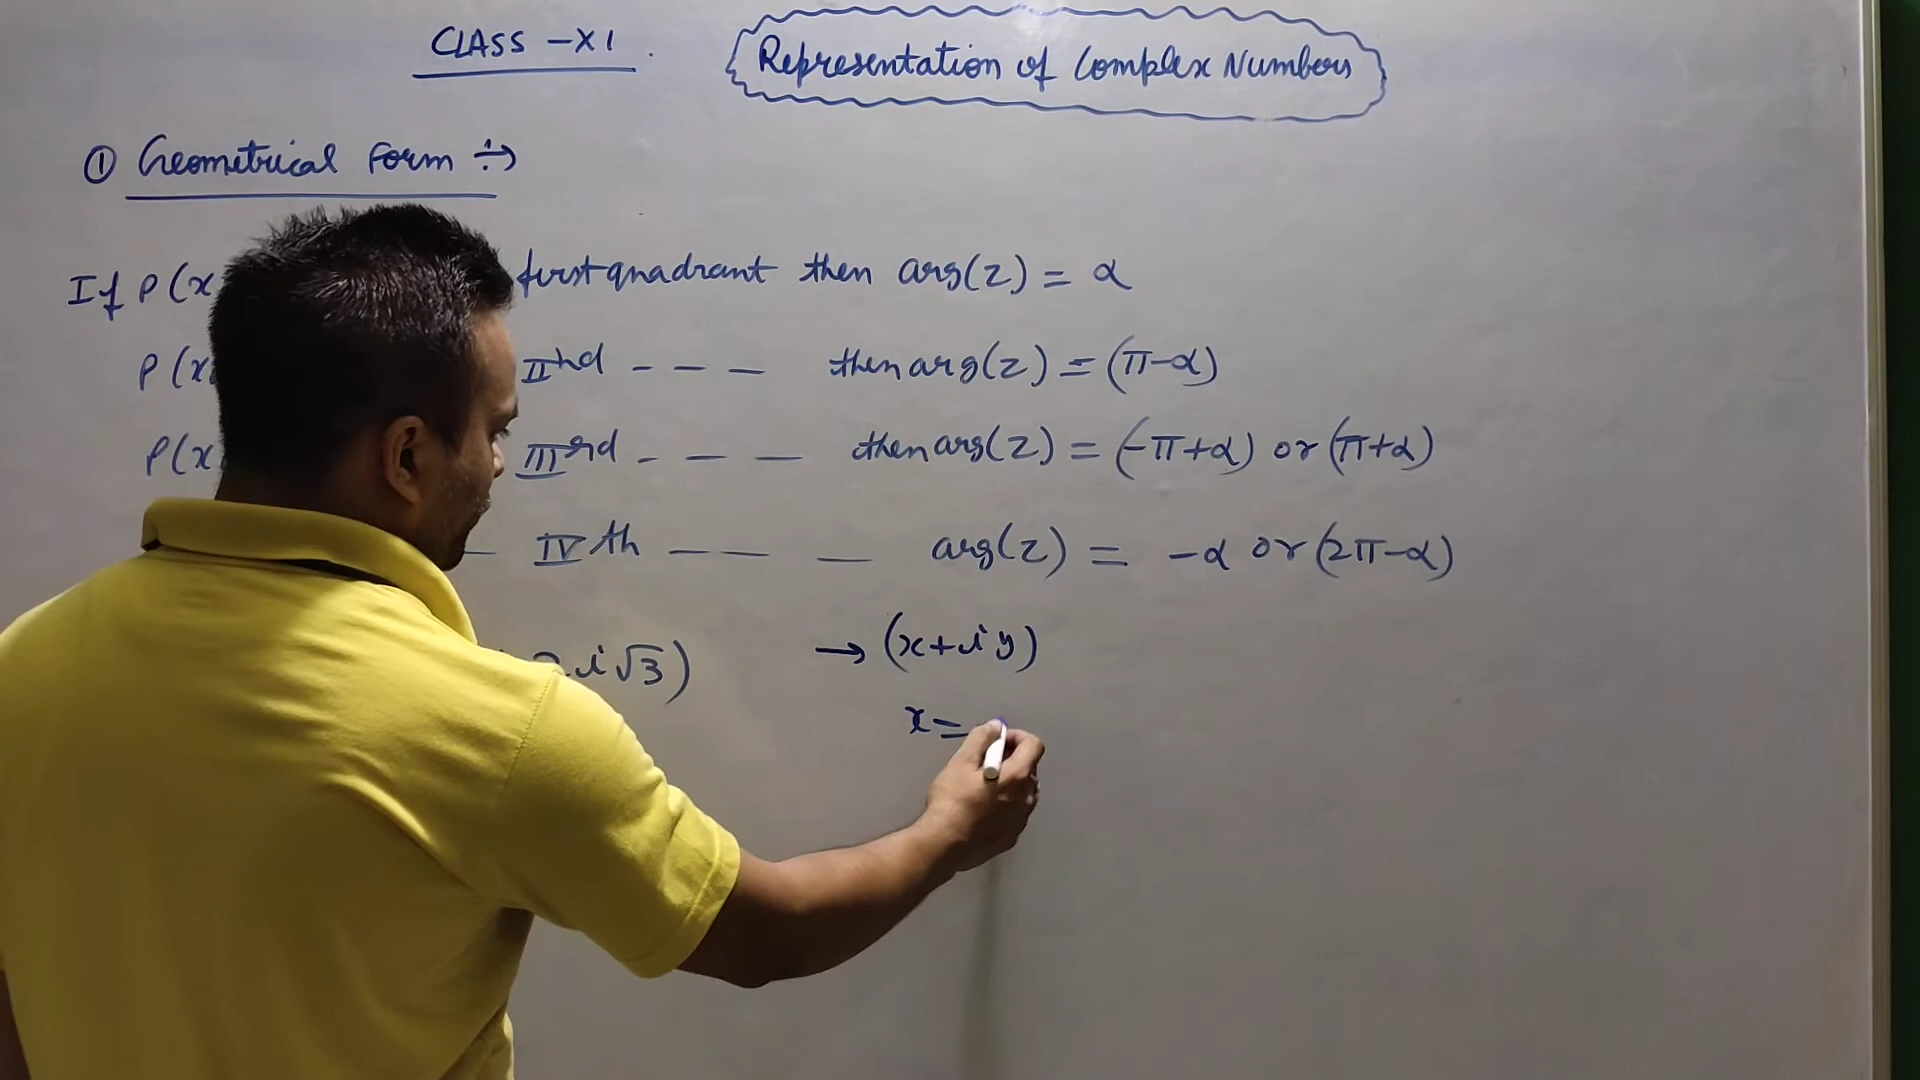 CLASS -XI.
Representation of Complex Numbers
① Geometrical Form ÷→
If P(x first quadrant then arg(z) = α
P(x IInd - - - then arg(z) = (π-α)
P(x IIIrd - - - then arg(z) = (-π+α) or (π+α)
— IVth — — — arg(z) = -α or (2π-α)
i√3) → (x+iy)
x=